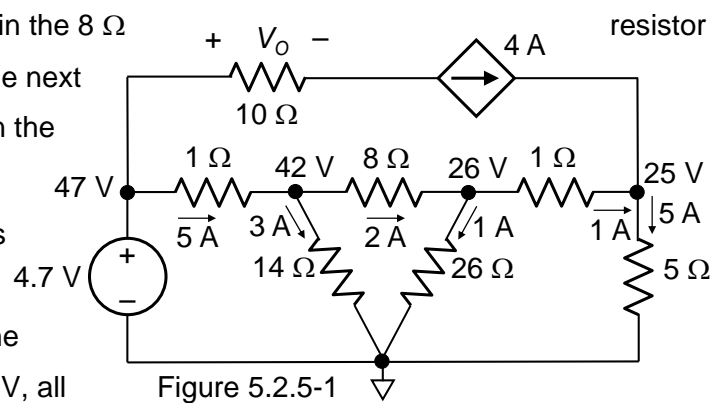 in the 8 Ω resistor
+ V_O − 4 A
e next
10 Ω
n the
1 Ω 42 V 8 Ω 26 V 1 Ω
47 V 25 V
5 A 3 A 2 A 1 A 1 A 5 A
s
14 Ω 26 Ω 5 Ω
+
4.7 V
−
ne
V, all Figure 5.2.5-1